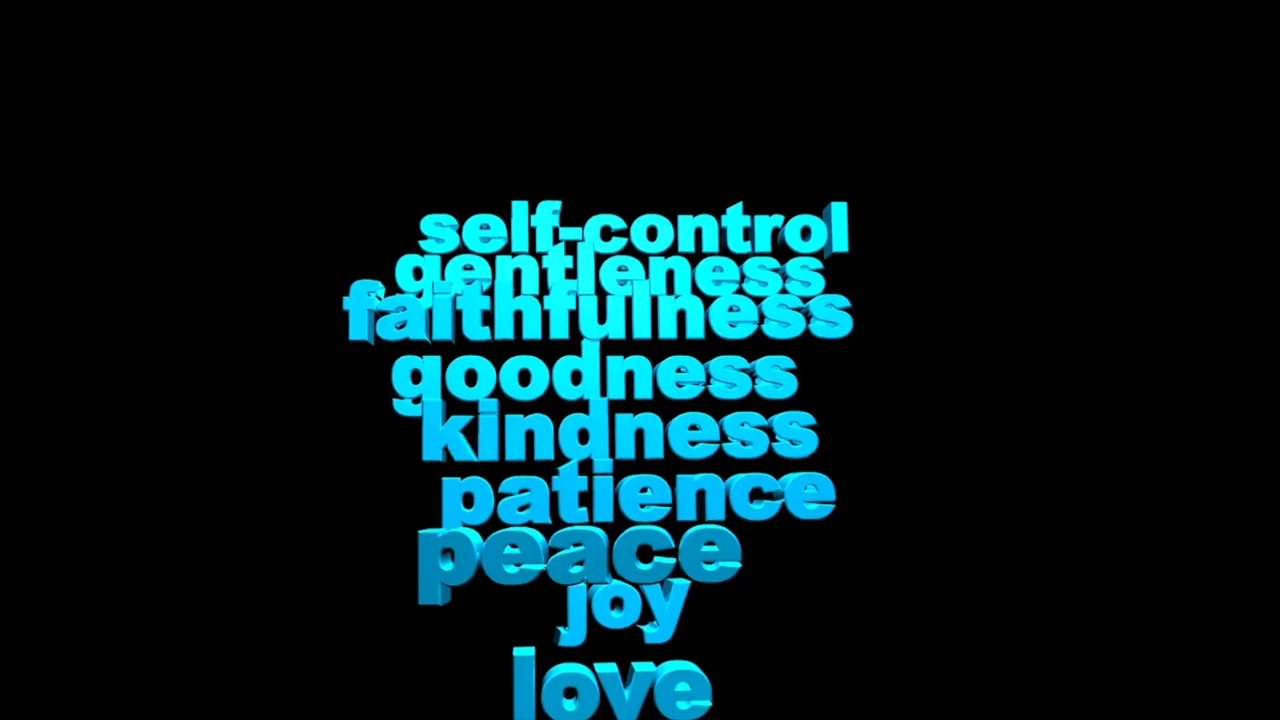 self-control
gentleness
faithfulness
goodness
kindness
patience
peace
joy
love